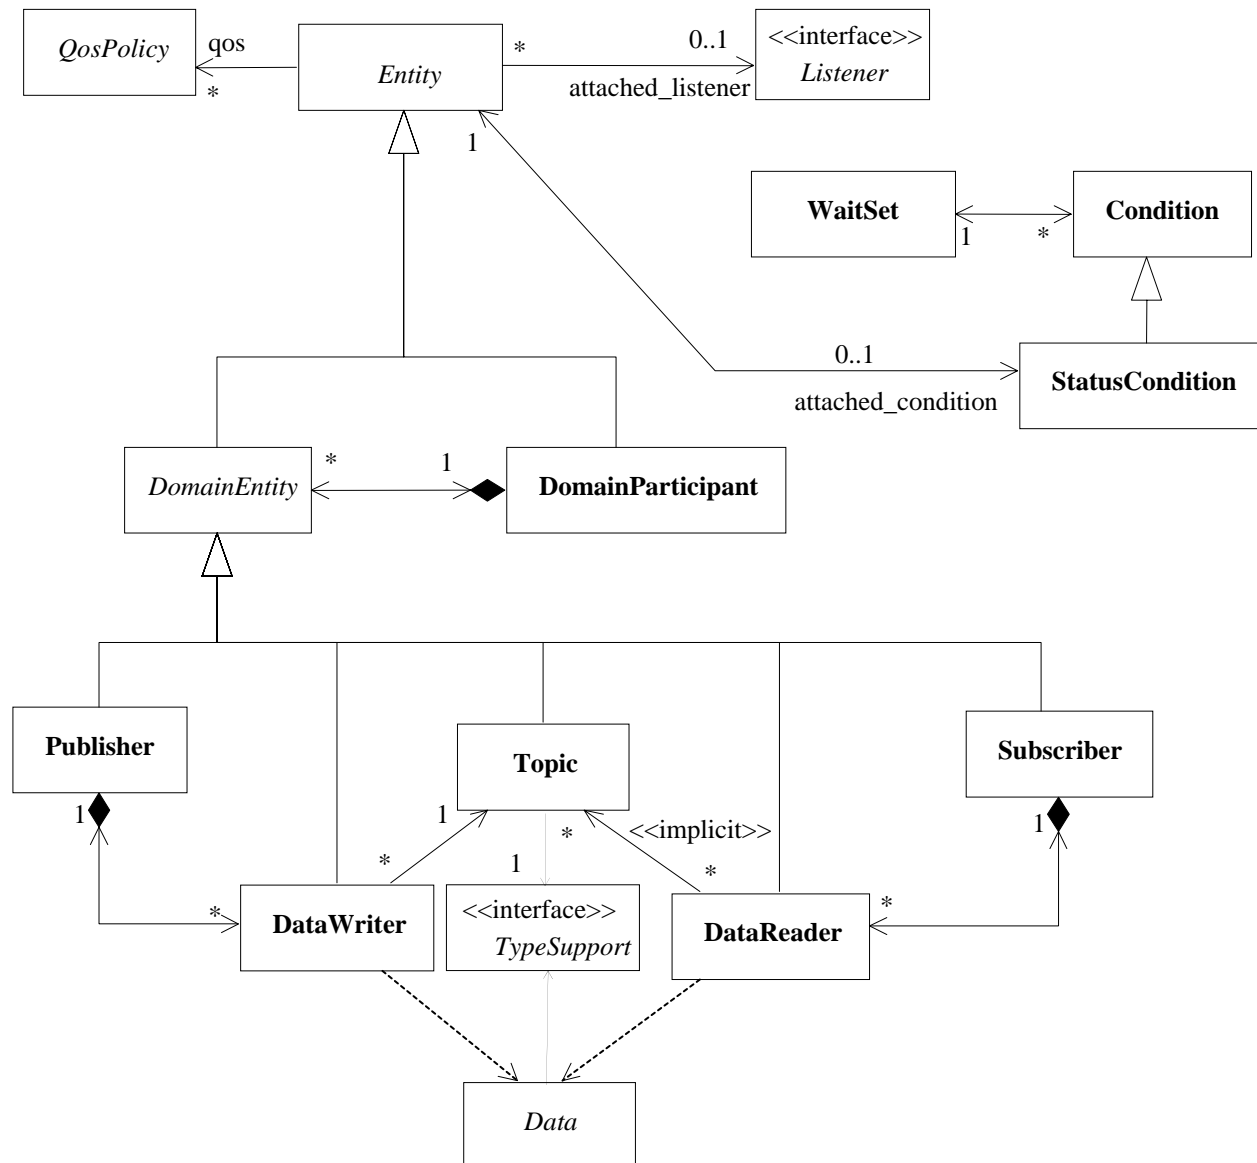 QosPolicy
qos
*
Entity
*
0..1
attached_listener
<<interface>>
Listener
1
WaitSet
1
*
Condition
0..1
attached_condition
StatusCondition
DomainEntity
*
1
DomainParticipant
Publisher
1
Topic
Subscriber
1
1
*
*
1
<<implicit>>
*
*
DataWriter
<<interface>>
TypeSupport
DataReader
*
Data